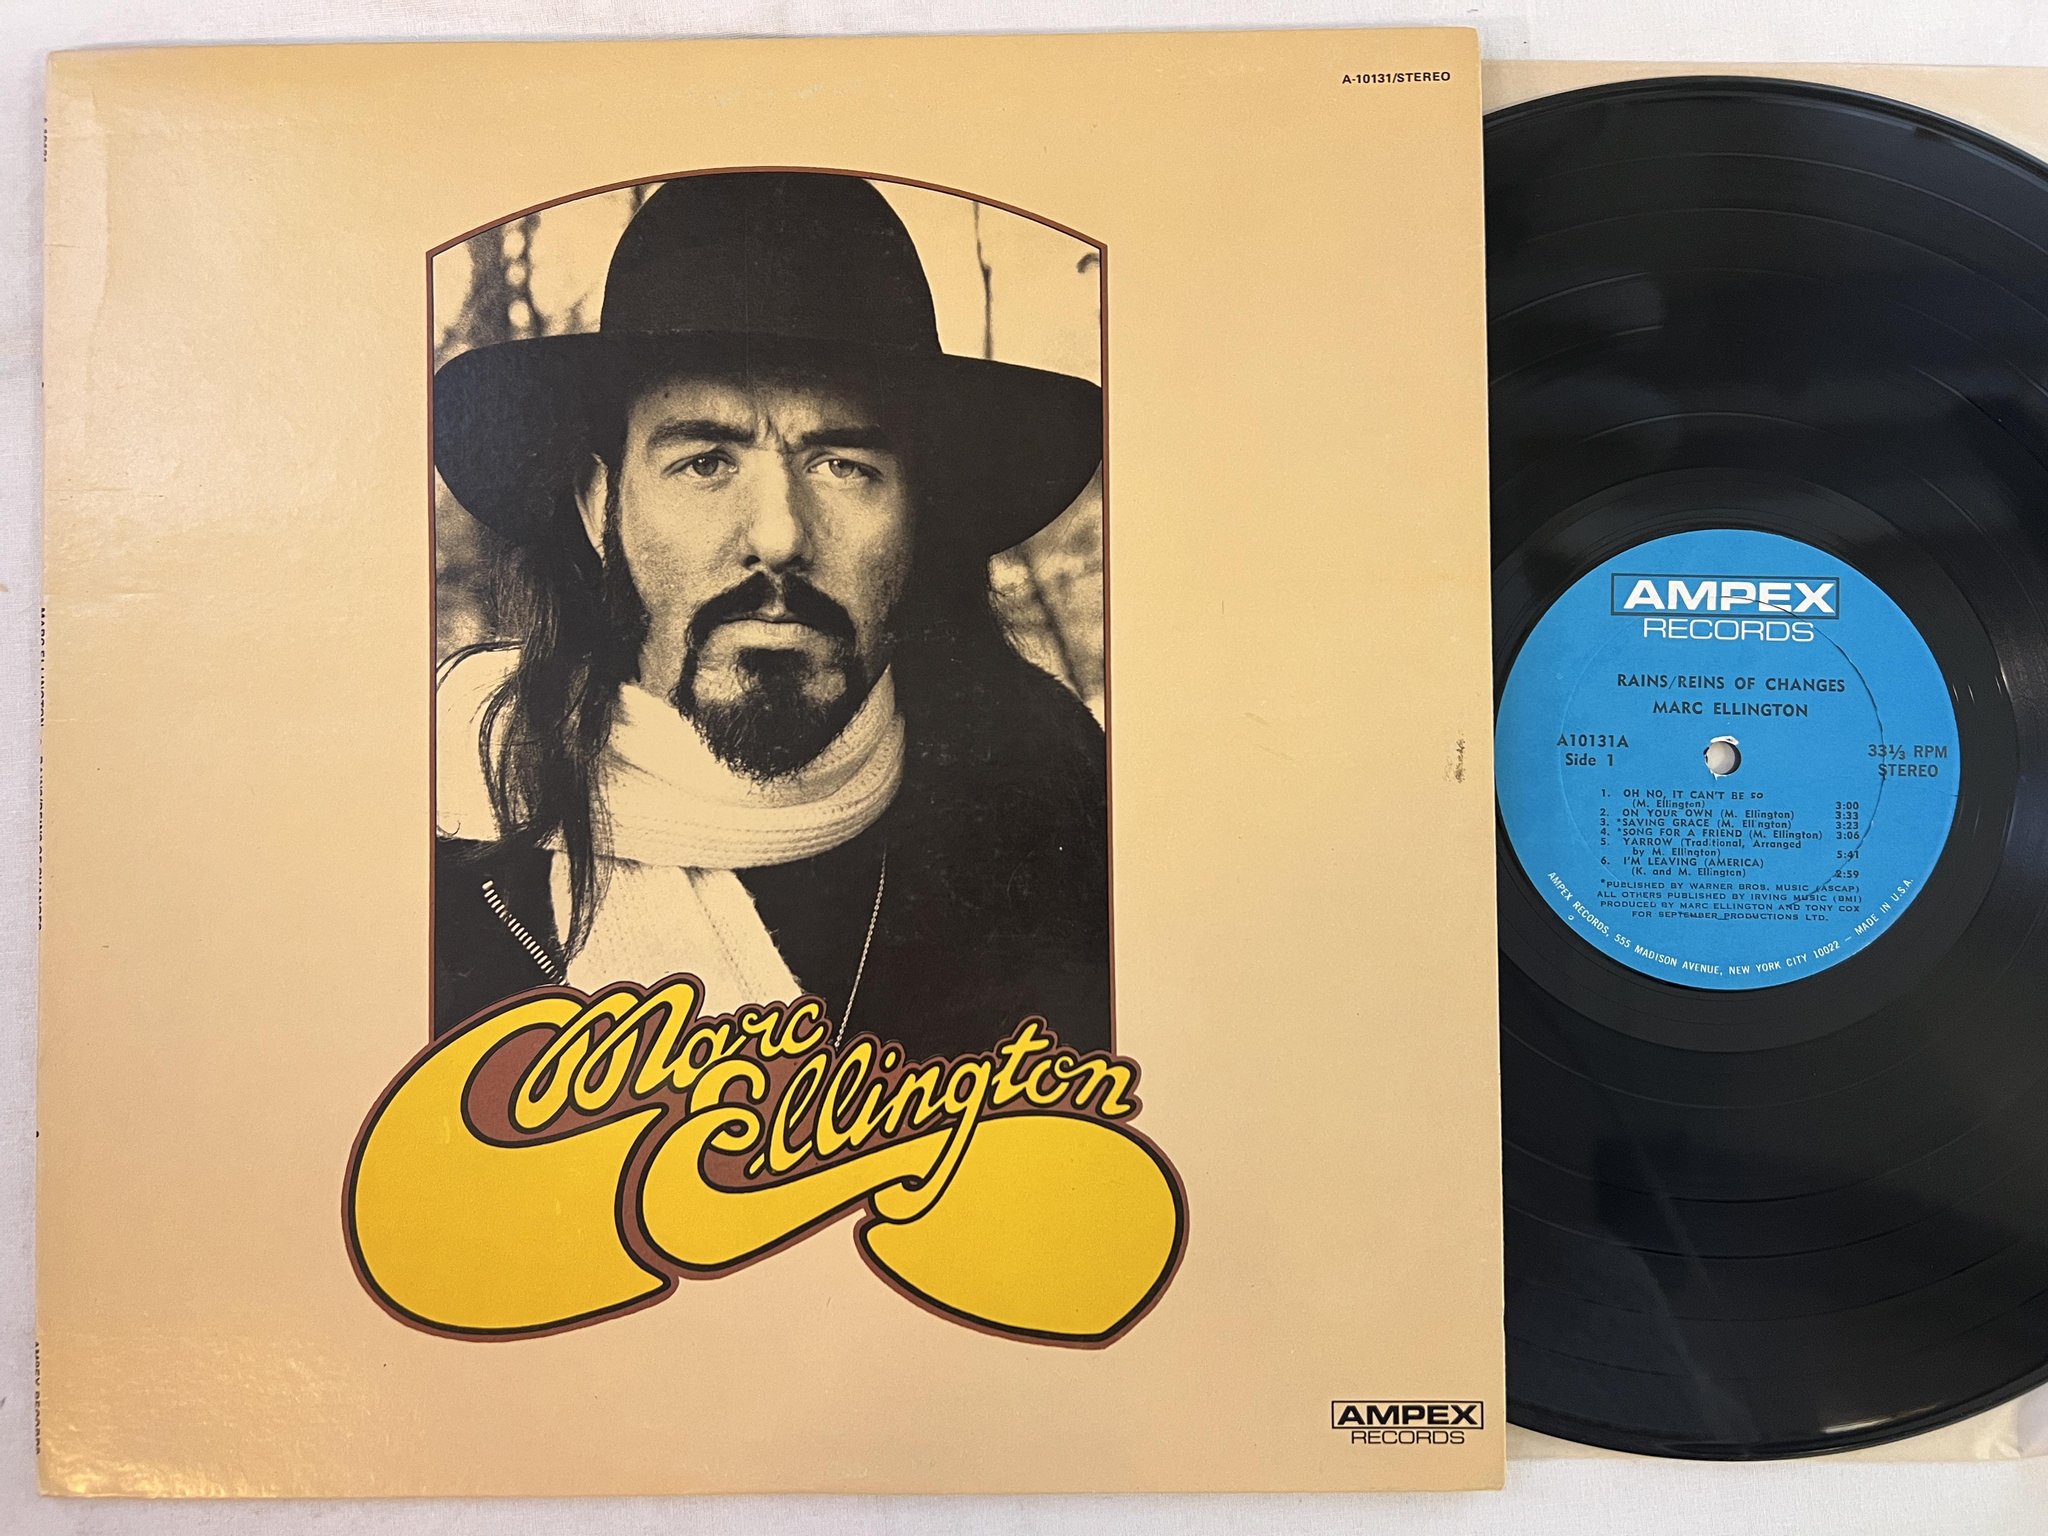 A-10131/STEREO
Marc
Ellington
AMPEX
RECORDS
AMPEX
RECORDS
RAINS/REINS OF CHANGES
MARC ELLINGTON
A10131A
Side 1
33⅓ RPM
STEREO
1. OH NO, IT CAN'T BE SO
(M. Ellington) 3:00
2. ON YOUR OWN (M. Ellington) 3:33
3. *SAVING GRACE (M. Ellington) 3:23
4. *SONG FOR A FRIEND (M. Ellington) 3:06
5. YARROW (Traditional, Arranged
by M. Ellington) 5:41
6. I'M LEAVING (AMERICA)
(K. and M. Ellington) 2:59
*PUBLISHED BY WARNER BROS. MUSIC (ASCAP)
ALL OTHERS PUBLISHED BY IRVING MUSIC (BMI)
PRODUCED BY MARC ELLINGTON AND TONY COX
FOR SEPTEMBER PRODUCTIONS LTD.
AMPEX RECORDS, 555 MADISON AVENUE, NEW YORK CITY 10022 — MADE IN U.S.A.